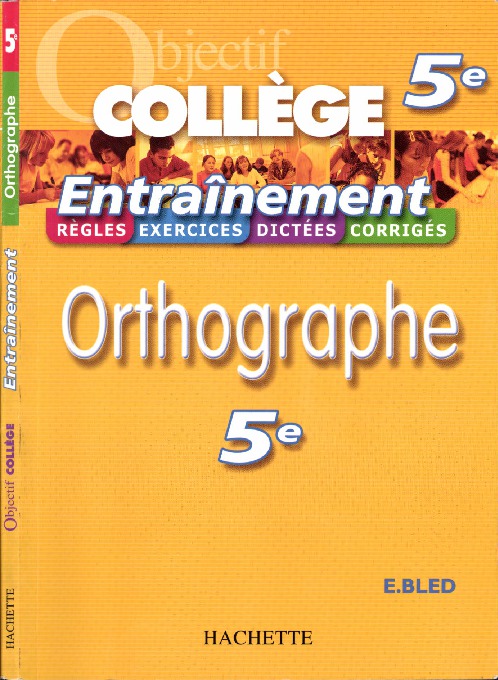 5e
Orthographe
Entraînement
Objectif COLLÈGE
HACHETTE
Objectif
COLLÈGE 5e
Entraînement
RÈGLES EXERCICES DICTÉES CORRIGÉS
Orthographe
5e
E.BLED
HACHETTE